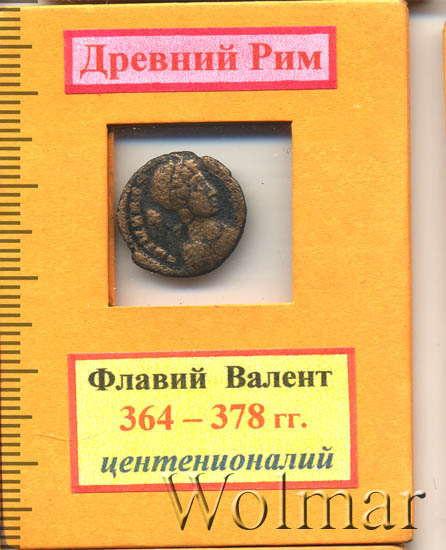 Древний Рим
Флавий Валент
364 – 378 гг.
центенионалий
Wolmar